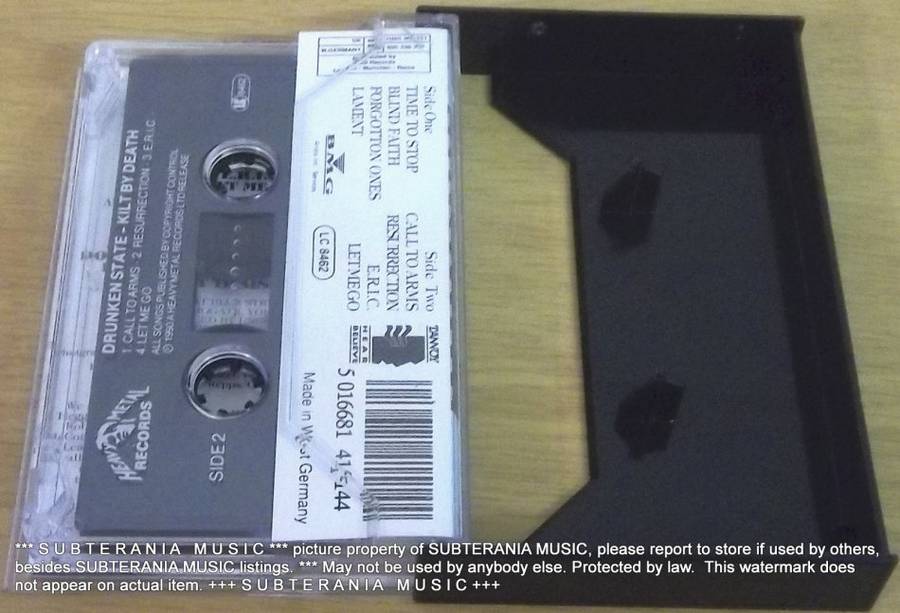 DRUNKEN STATE - KILT BY DEATH
1. CALL TO ARMS · 2. RESURRECTION · 3. E.R.I.C.
4. LET ME GO
ALL SONGS PUBLISHED BY COPYRIGHT CONTROL
℗ 1990 A HEAVY METAL RECORDS LTD RELEASE
HEAVY METAL
RECORDS
SIDE 2
Side One
TIME TO STOP
BLIND FAITH
FORGOTTON ONES
LAMENT
Side Two
CALL TO ARMS
RESURRECTION
E.R.I.C.
LET ME GO
BMG
LC 8462
W.GERMANY
TANNOY
HEAR
BELIEVE
5 016681 41
44
Made in West Germany
*** S U B T E R A N I A M U S I C *** picture property of SUBTERANIA MUSIC, please report to store if used by others,
besides SUBTERANIA MUSIC listings. *** May not be used by anybody else. Protected by law. This watermark does
not appear on actual item. +++ S U B T E R A N I A M U S I C +++